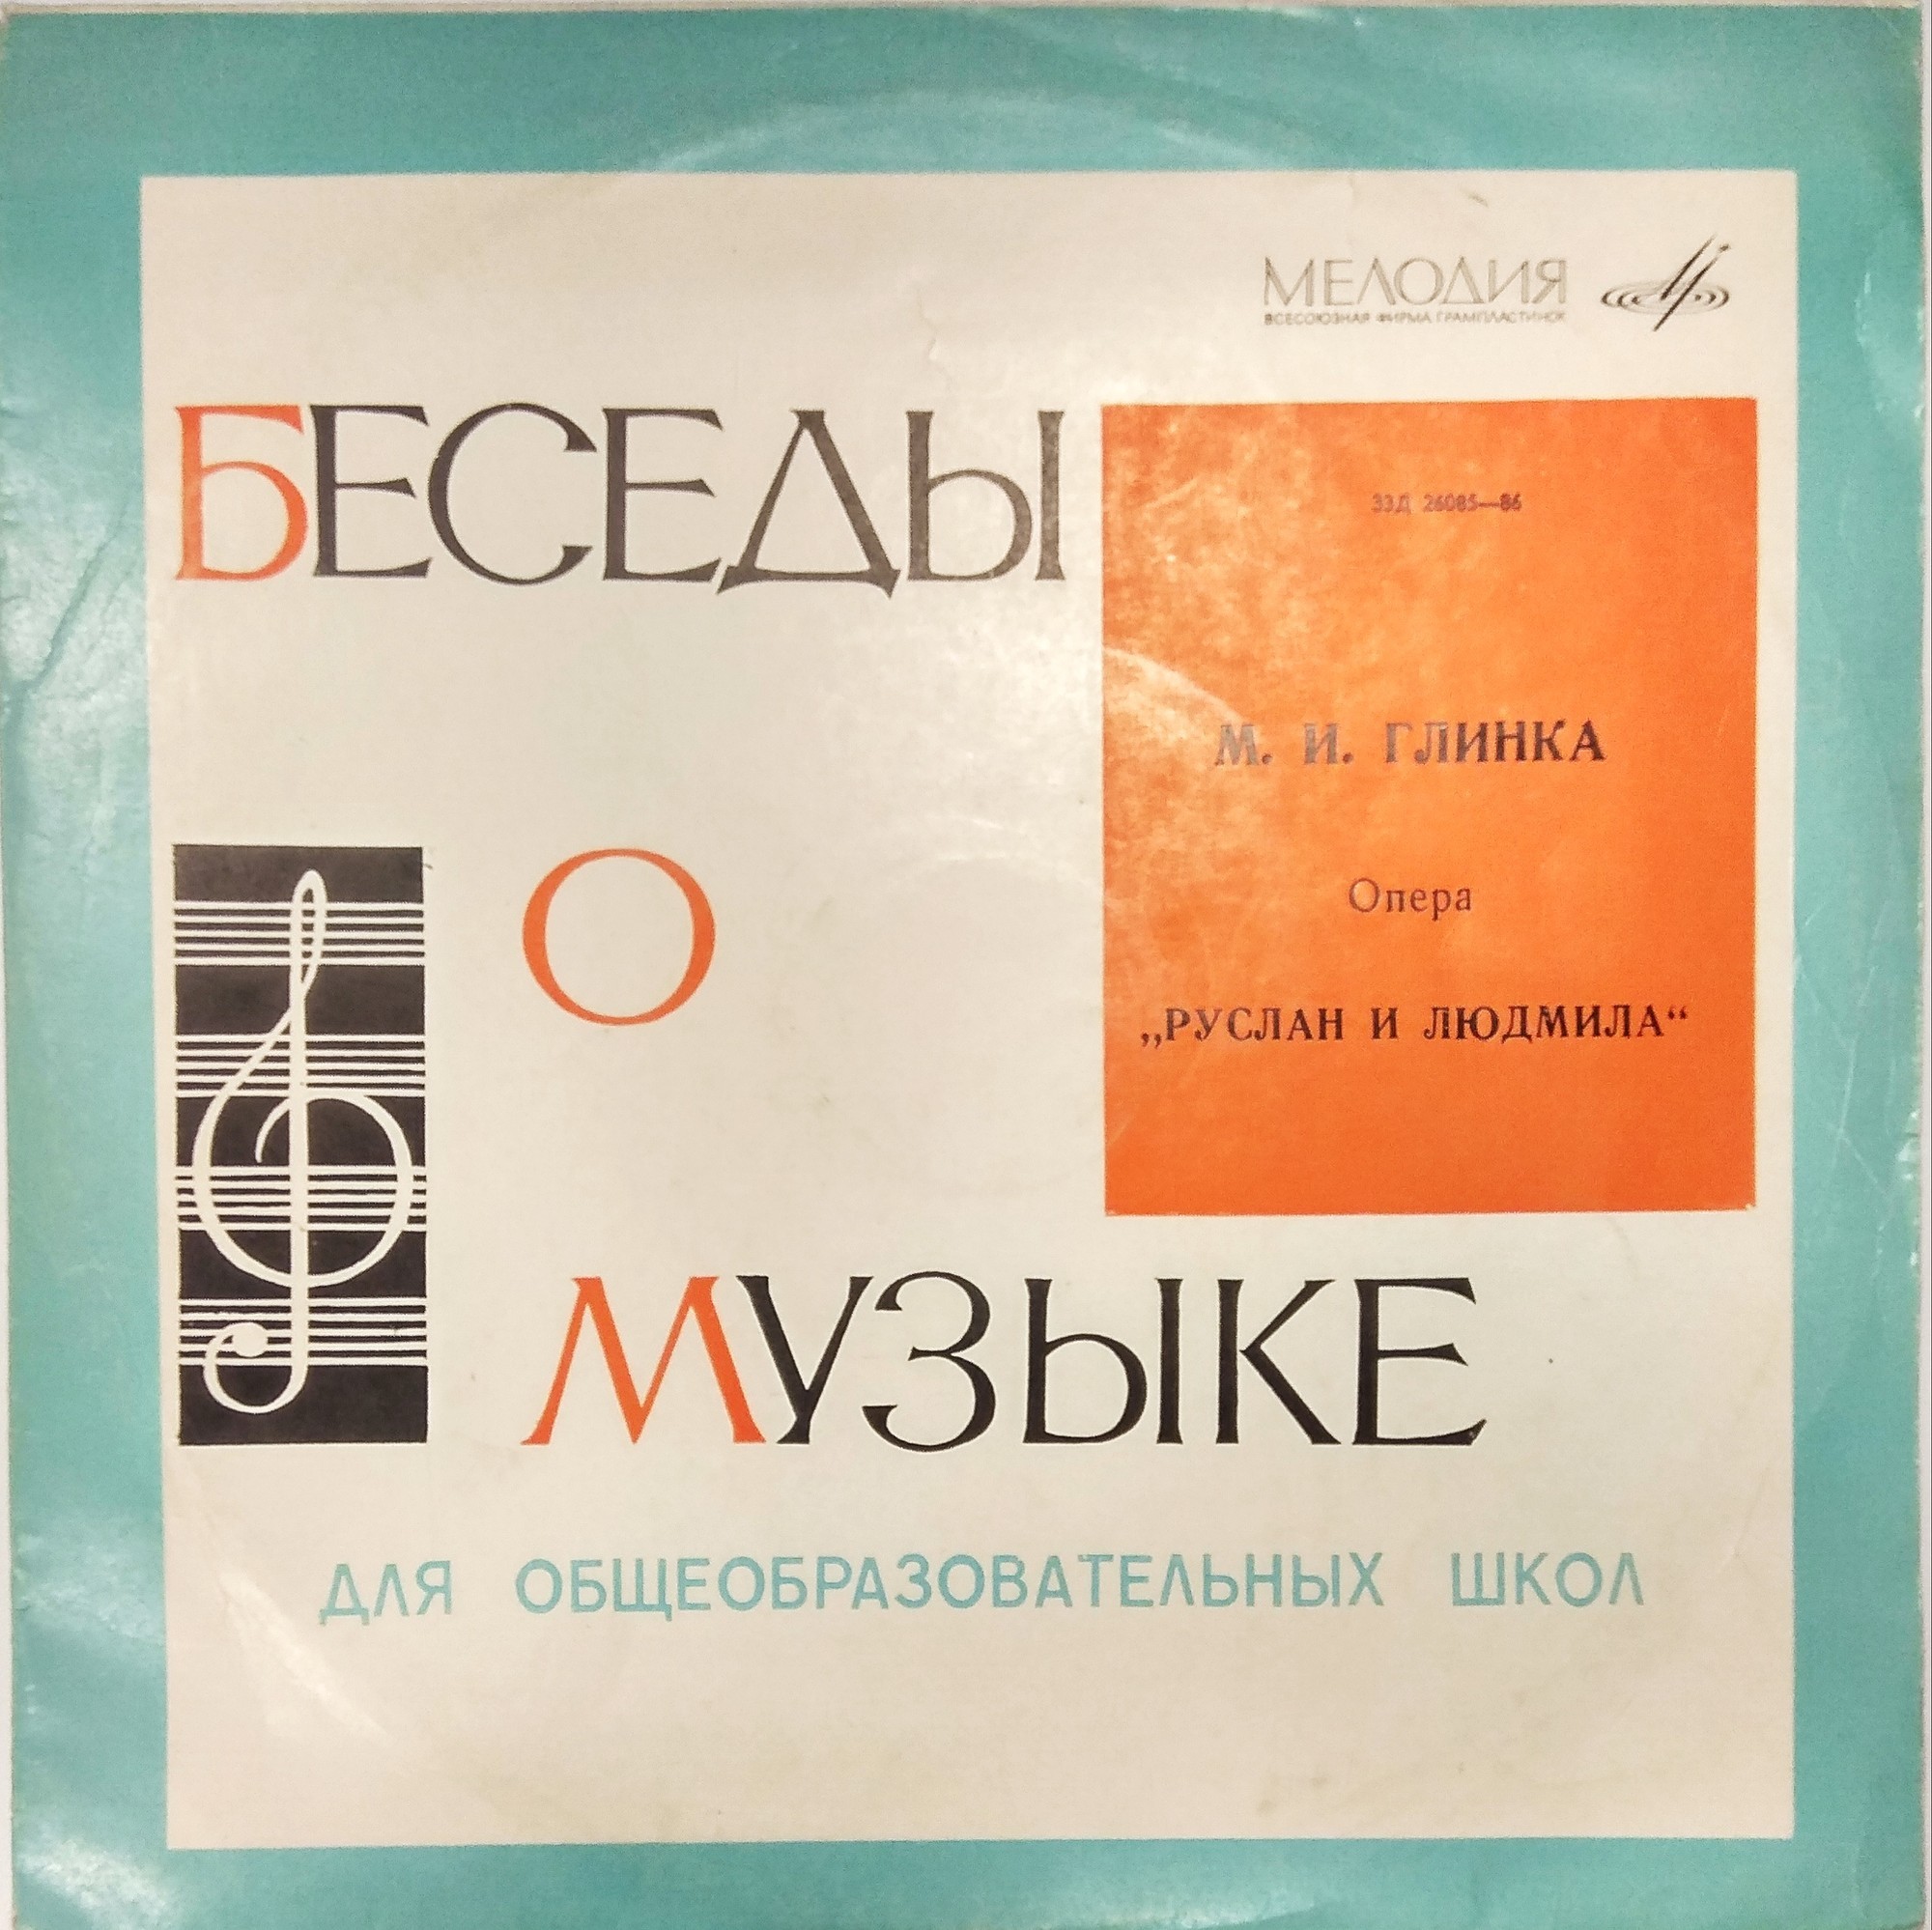 МЕЛОДИЯ
ВСЕСОЮЗНАЯ ФИРМА ГРАМПЛАСТИНОК
БЕСЕДЫ
33Д 26085—86
М. И. ГЛИНКА
Опера
„РУСЛАН И ЛЮДМИЛА“
О
МУЗЫКЕ
ДЛЯ ОБЩЕОБРАЗОВАТЕЛЬНЫХ ШКОЛ